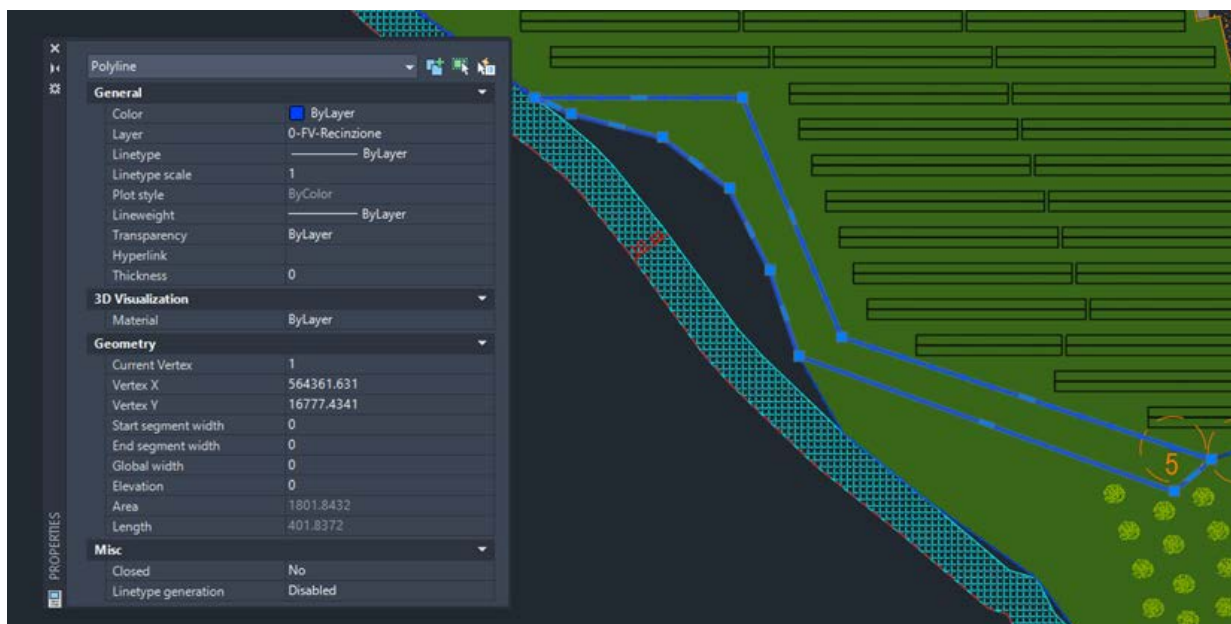 Polyline
General
Color ByLayer
Layer 0-FV-Recinzione
Linetype ByLayer
Linetype scale 1
Plot style ByColor
Lineweight ByLayer
Transparency ByLayer
Hyperlink
Thickness 0
3D Visualization
Material ByLayer
Geometry
Current Vertex 1
Vertex X 564361.631
Vertex Y 16777.4341
Start segment width 0
End segment width 0
Global width 0
Elevation 0
Area 1801.8432
Length 401.8372
Misc
Closed No
Linetype generation Disabled
PROPERTIES
5